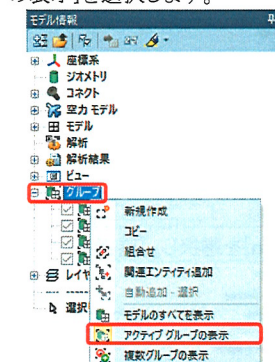 の表示」を選択します。
モデル情報
座標系
ジオメトリ
コネクト
空力 モデル
モデル
解析
解析結果
ビュー
グループ
新規作成
コピー
組合せ
関連エンティティ追加
自動追加 - 選択
モデルのすべてを表示
アクティブ グループの表示
複数グループの表示
レイヤ
選択